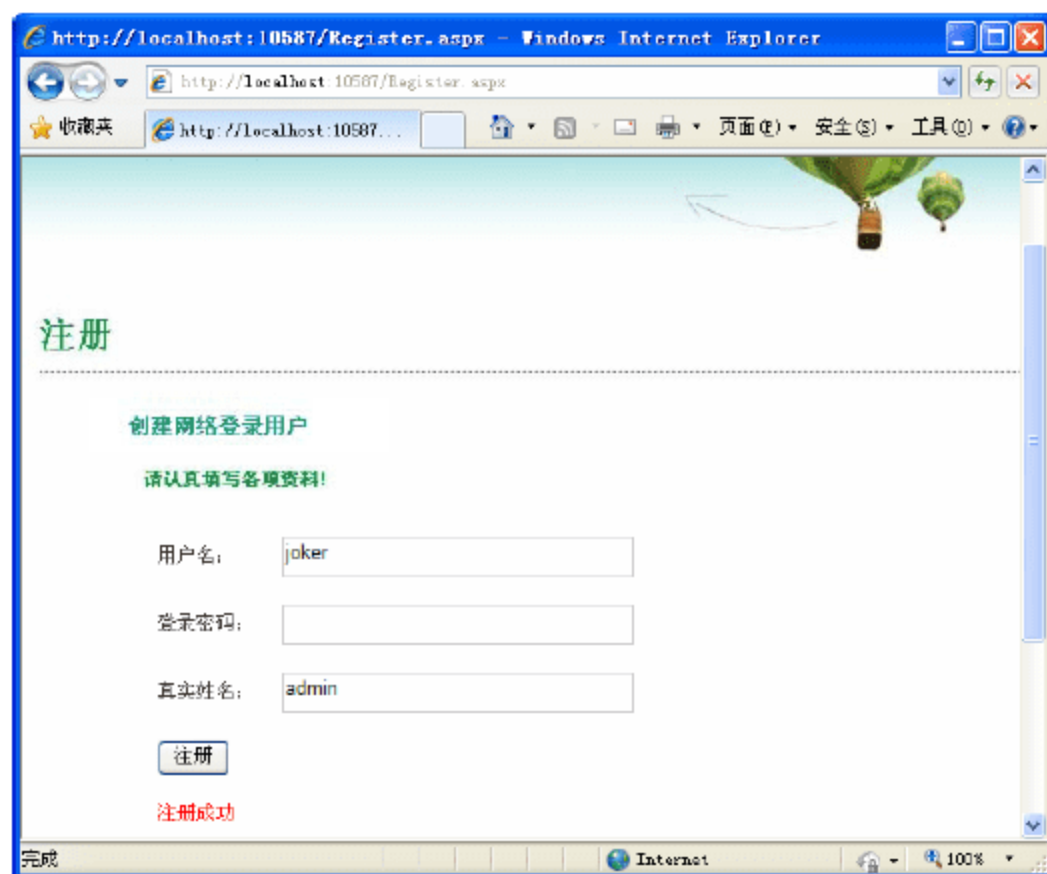 http://localhost:10587/Register.aspx - Windows Internet Explorer
http://localhost:10587/Register.aspx
收藏夹 http://localhost:10587... 页面(P) 安全(S) 工具(O)
注册
创建网络登录用户
请认真填写各项资料!
用户名: joker
登录密码:
真实姓名: admin
注册
注册成功
完成 Internet 100%